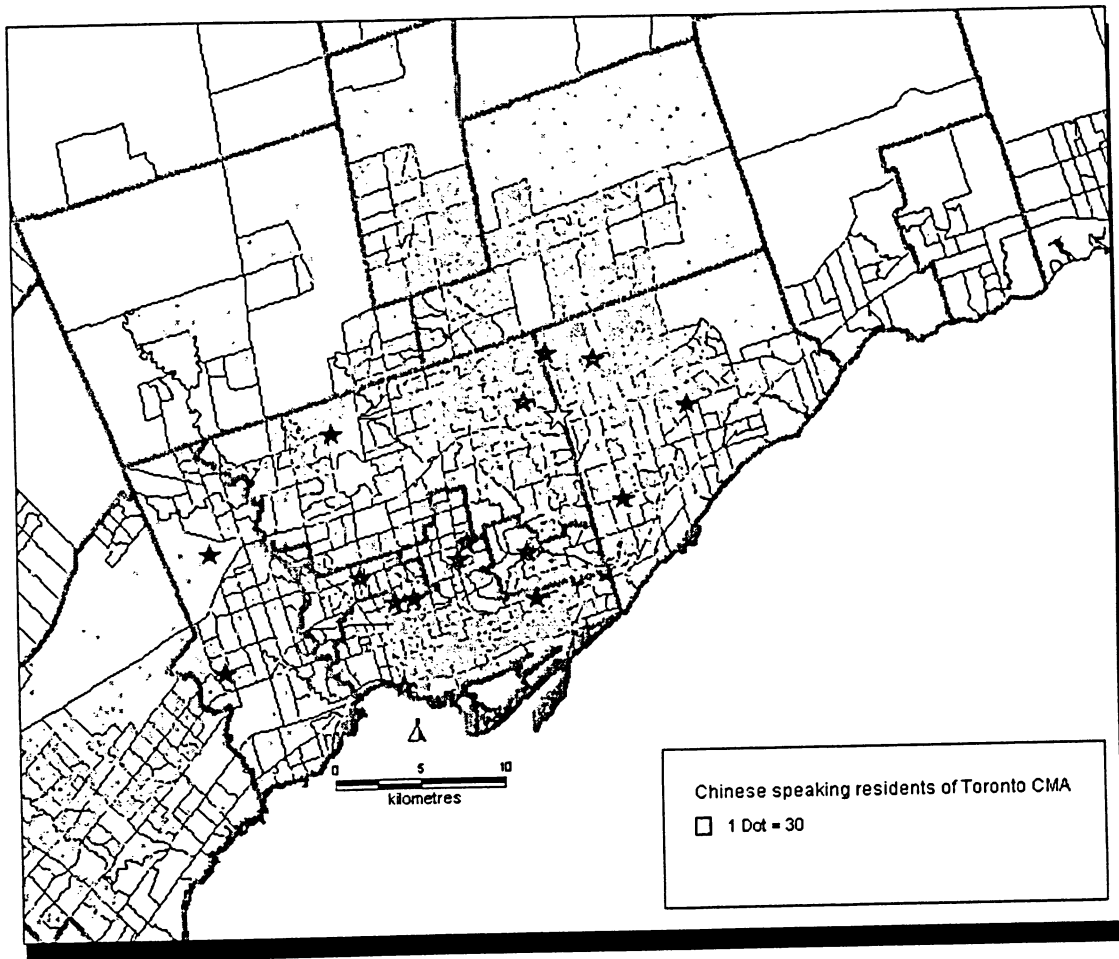 0 5 10
kilometres
Chinese speaking residents of Toronto CMA
1 Dot = 30